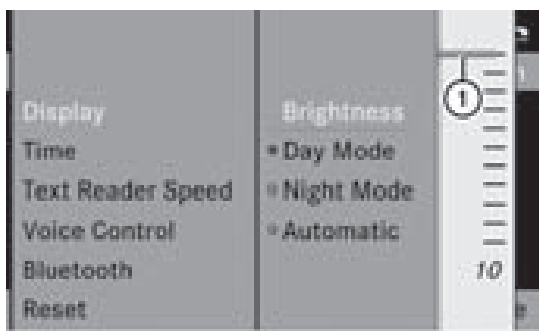 Display
Time
Text Reader Speed
Voice Control
Bluetooth
Reset
Brightness
Day Mode
Night Mode
Automatic
1
10